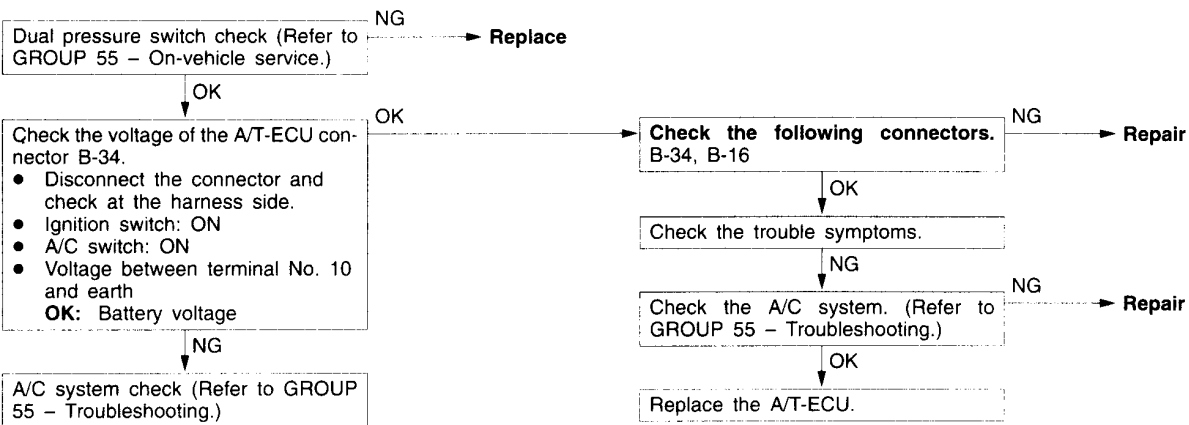 NG
Dual pressure switch check (Refer to
GROUP 55 – On-vehicle service.)
Replace
OK
Check the voltage of the A/T-ECU con-
nector B-34.
● Disconnect the connector and
check at the harness side.
● Ignition switch: ON
● A/C switch: ON
● Voltage between terminal No. 10
and earth
OK: Battery voltage
OK
NG
A/C system check (Refer to GROUP
55 – Troubleshooting.)
Check the following connectors.
B-34, B-16
NG
Repair
OK
Check the trouble symptoms.
NG
Check the A/C system. (Refer to
GROUP 55 – Troubleshooting.)
NG
Repair
OK
Replace the A/T-ECU.